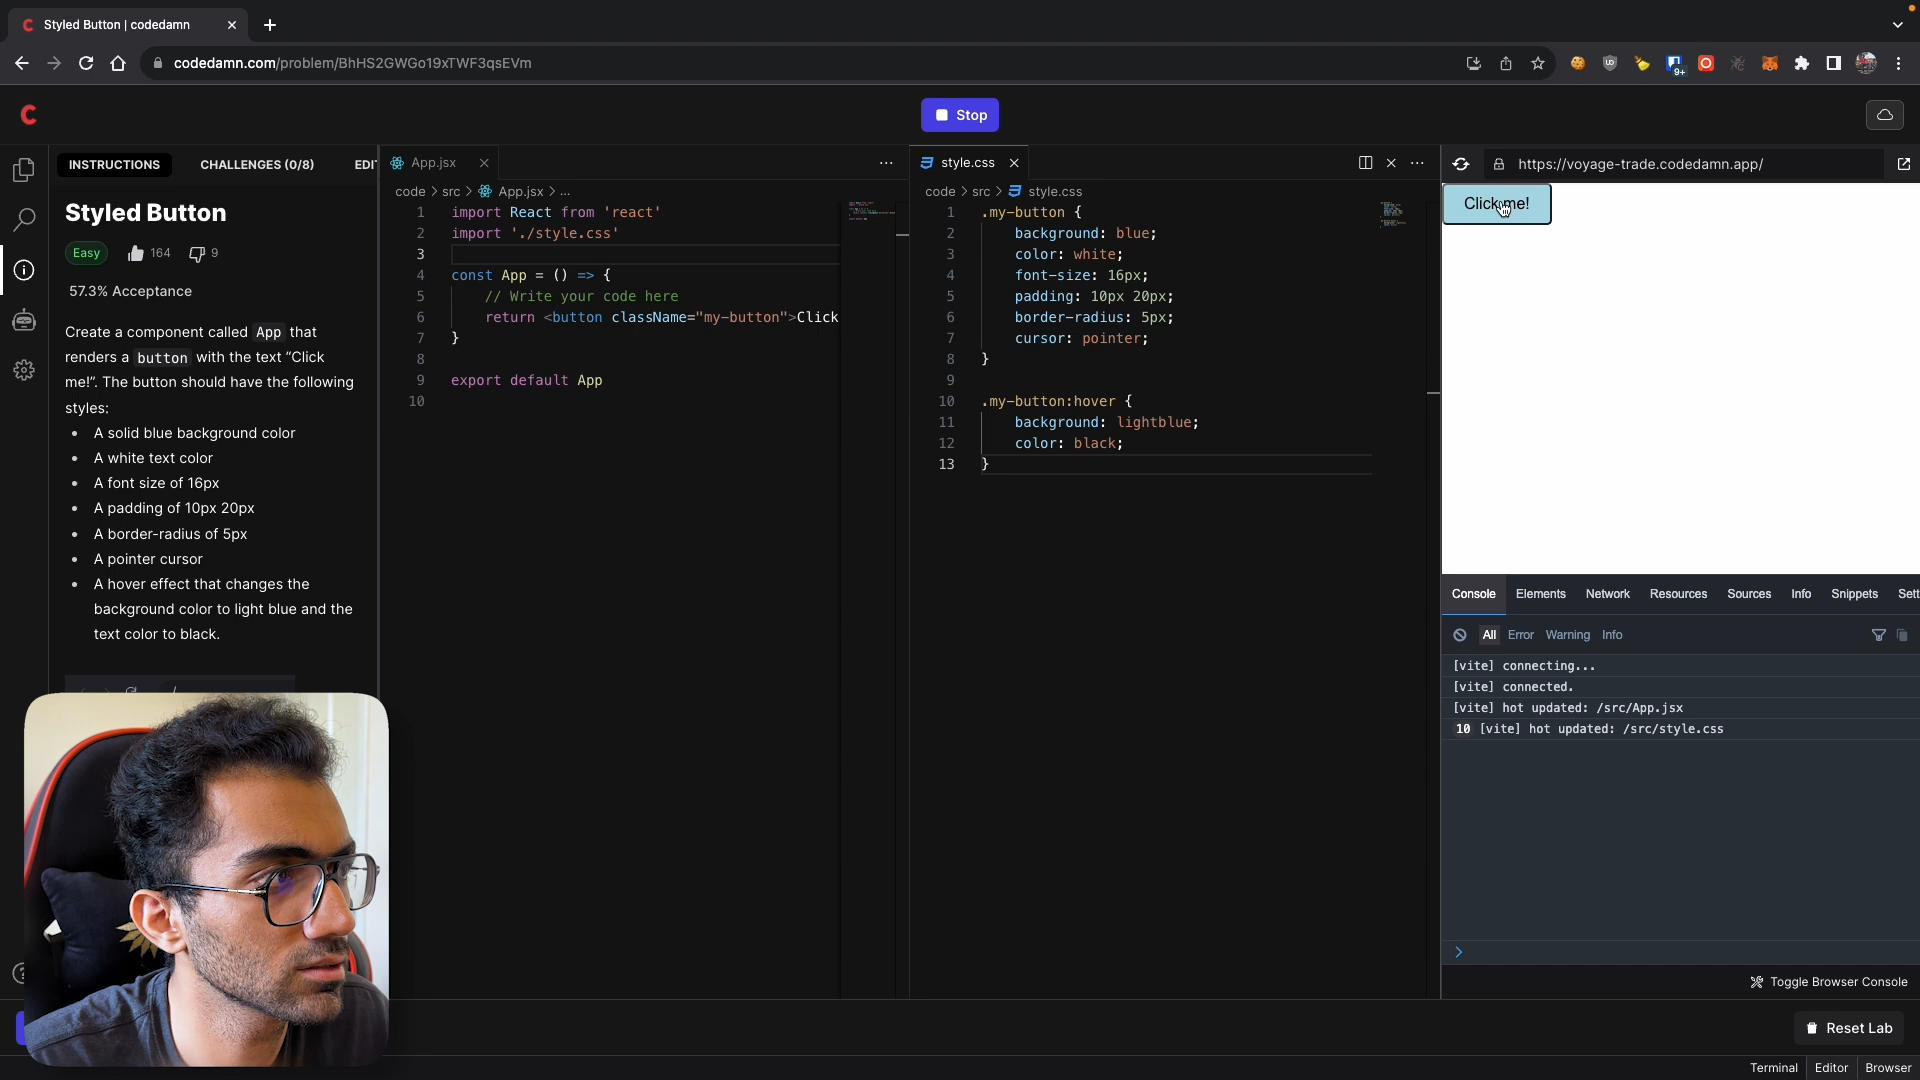 Styled Button | codedamn
codedamn.com/problem/BhHS2GWGo19xTWF3qsEVm
9+
Stop
INSTRUCTIONS
CHALLENGES (0/8)
EDIT
Styled Button
Easy
164
9
57.3% Acceptance
Create a component called App that
renders a button with the text “Click
me!”. The button should have the following
styles:
• A solid blue background color
• A white text color
• A font size of 16px
• A padding of 10px 20px
• A border-radius of 5px
• A pointer cursor
• A hover effect that changes the
background color to light blue and the
text color to black.
App.jsx
code > src > App.jsx > ...
1 import React from 'react'
2 import './style.css'
3
4 const App = () => {
5 // Write your code here
6 return <button className="my-button">Click
7 }
8
9 export default App
10
style.css
code > src > style.css
1 .my-button {
2 background: blue;
3 color: white;
4 font-size: 16px;
5 padding: 10px 20px;
6 border-radius: 5px;
7 cursor: pointer;
8 }
9
10 .my-button:hover {
11 background: lightblue;
12 color: black;
13 }
https://voyage-trade.codedamn.app/
Click me!
Console
Elements
Network
Resources
Sources
Info
Snippets
Sett
All
Error
Warning
Info
[vite] connecting...
[vite] connected.
[vite] hot updated: /src/App.jsx
10 [vite] hot updated: /src/style.css
Toggle Browser Console
Reset Lab
Terminal
Editor
Browser